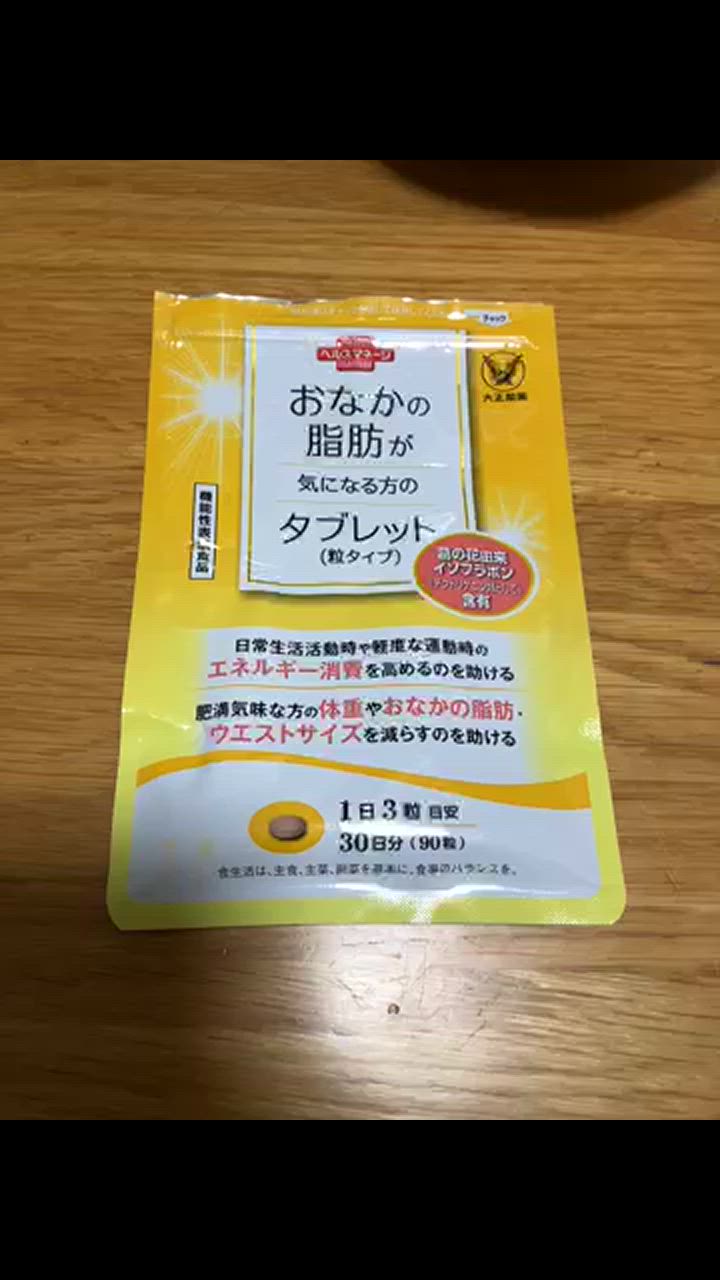 チャック
ヘルスマネージ
大正製薬
おなかの
脂肪が
気になる方の
タブレット
(粒タイプ)
機能性表示食品
葛の花由来
イソフラボン
含有
日常生活活動時や軽度な運動時の
エネルギー消費を高めるのを助ける
肥満気味な方の体重やおなかの脂肪・
ウエストサイズを減らすのを助ける
1日3粒 目安
30日分(90粒)
食生活は、主食、主菜、副菜を基本に、食事のバランスを。